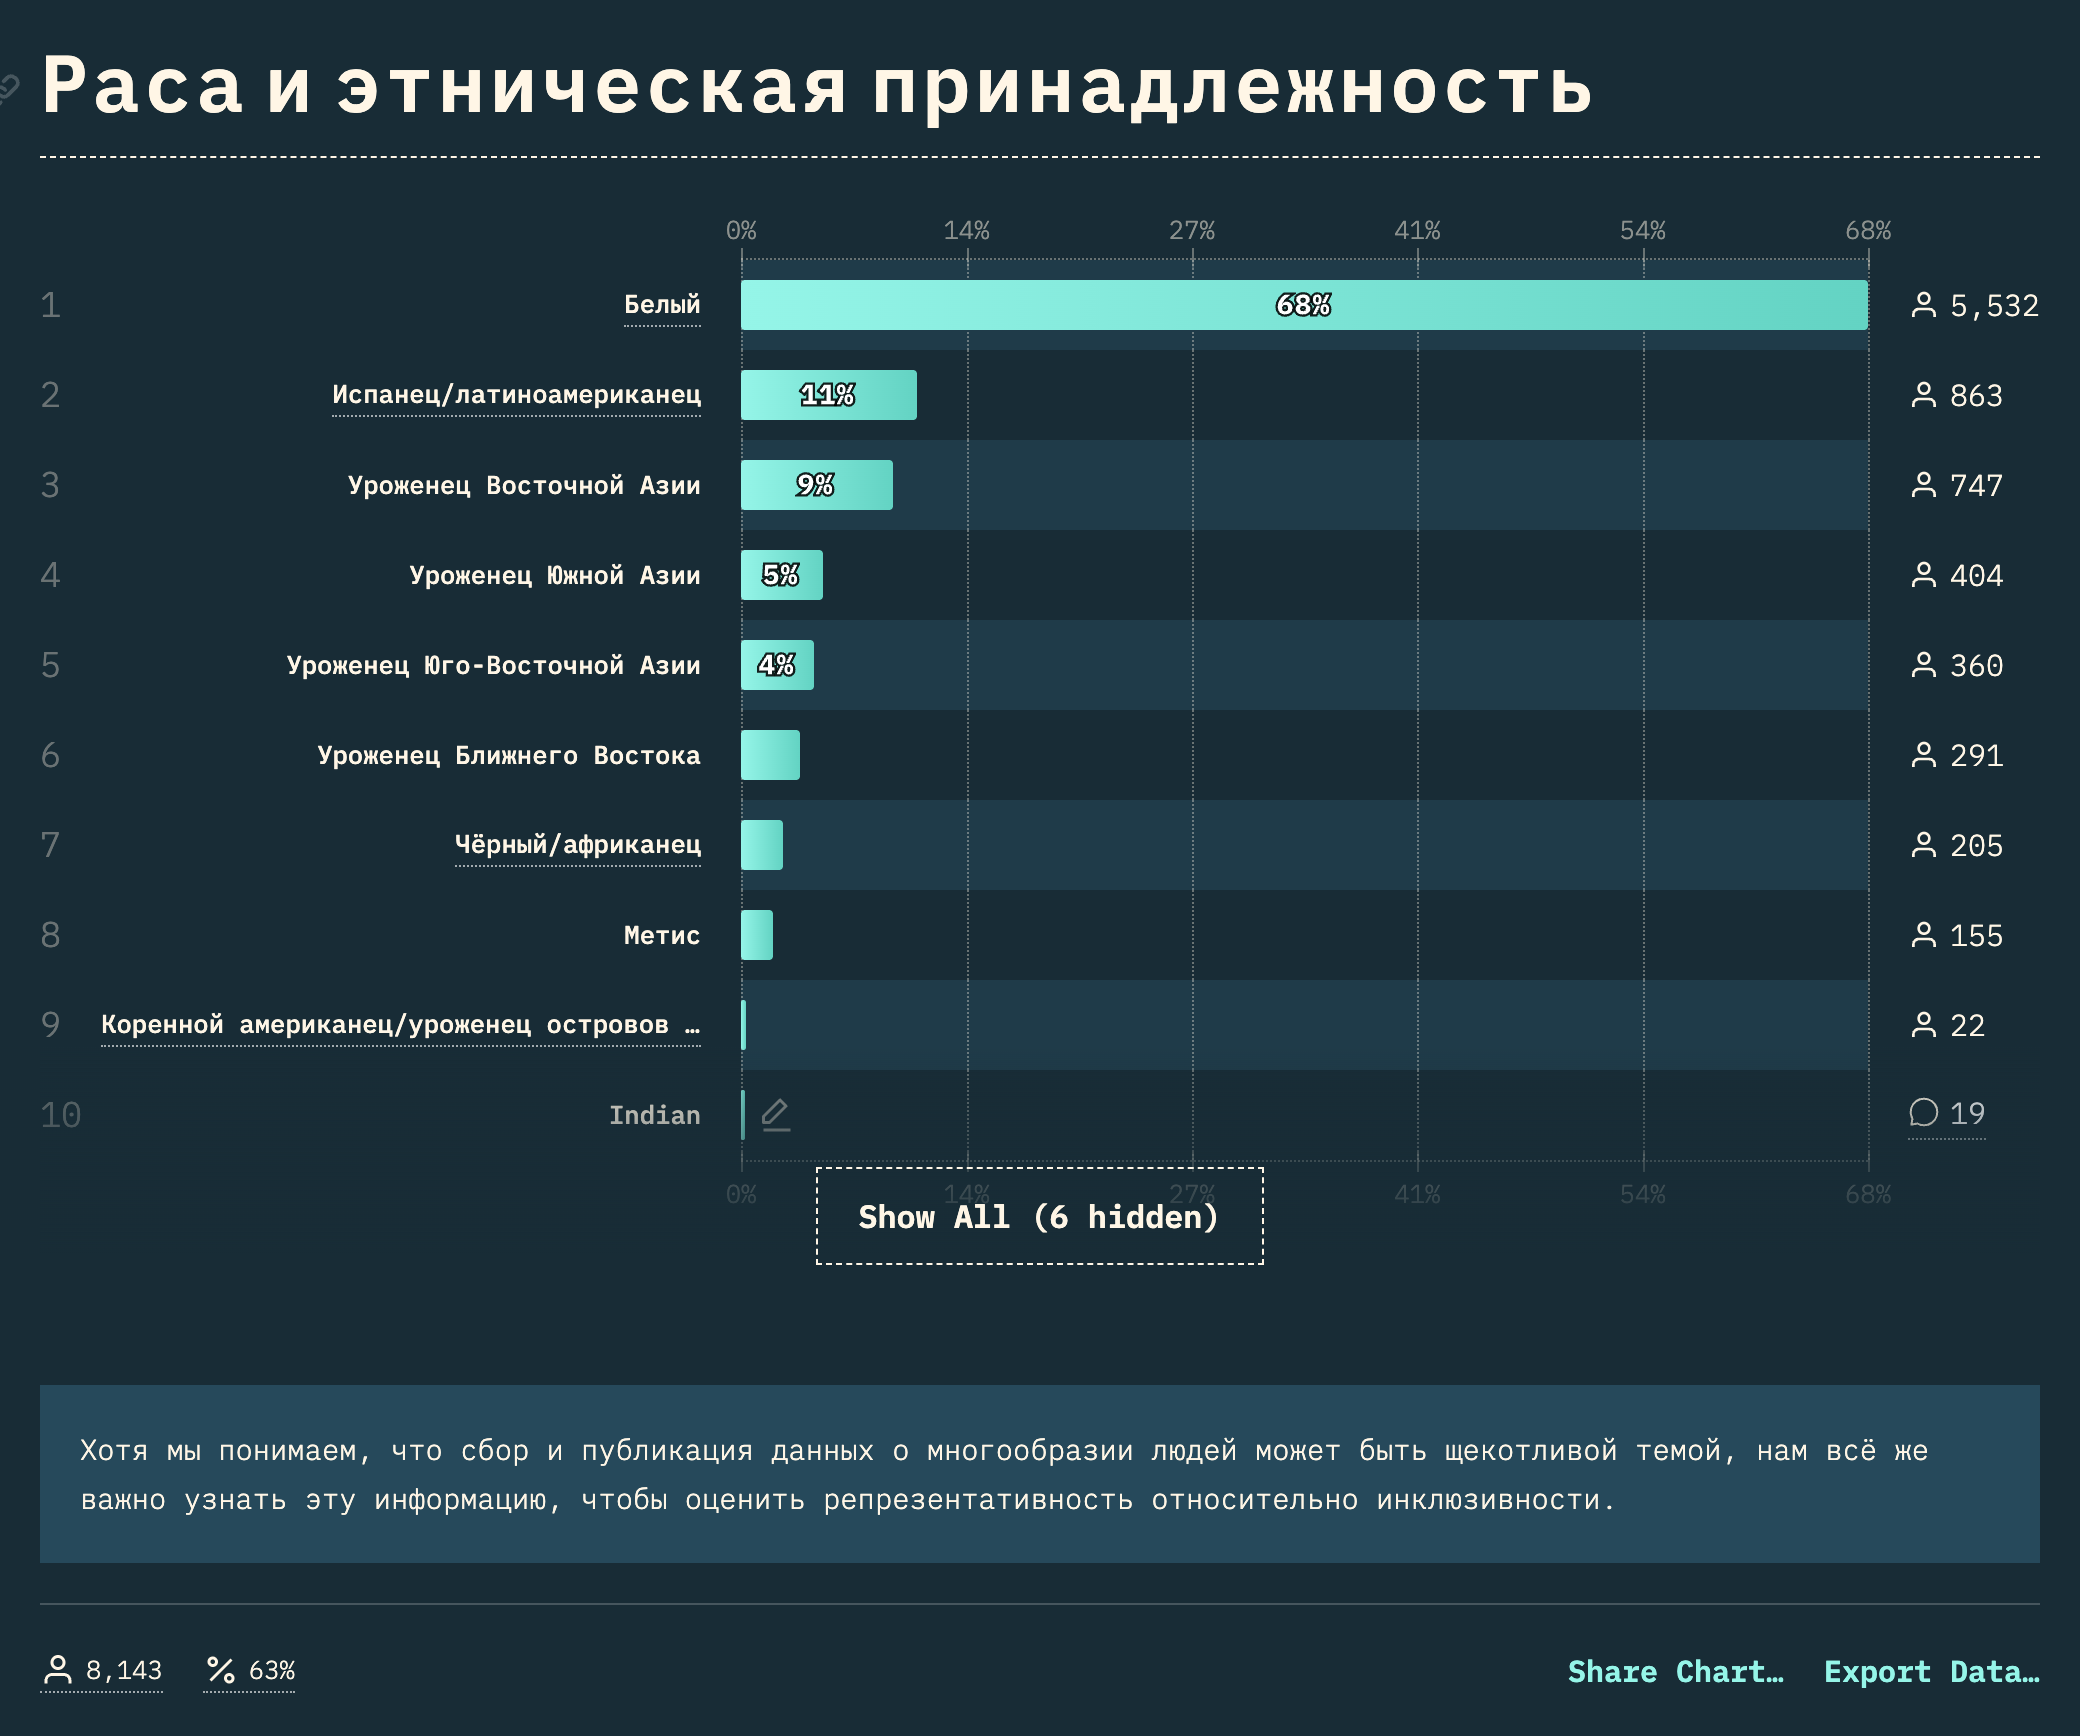 Раса и этническая принадлежность
0% 14% 27% 41% 54% 68%
1 Белый 68% 5,532
2 Испанец/латиноамериканец 11% 863
3 Уроженец Восточной Азии 9% 747
4 Уроженец Южной Азии 5% 404
5 Уроженец Юго-Восточной Азии 4% 360
6 Уроженец Ближнего Востока 291
7 Чёрный/африканец 205
8 Метис 155
9 Коренной американец/уроженец островов … 22
10 Indian 19
0% 14% 27% 41% 54% 68%
Show All (6 hidden)
Хотя мы понимаем, что сбор и публикация данных о многообразии людей может быть щекотливой темой, нам всё же
важно узнать эту информацию, чтобы оценить репрезентативность относительно инклюзивности.
8,143 % 63% Share Chart… Export Data…